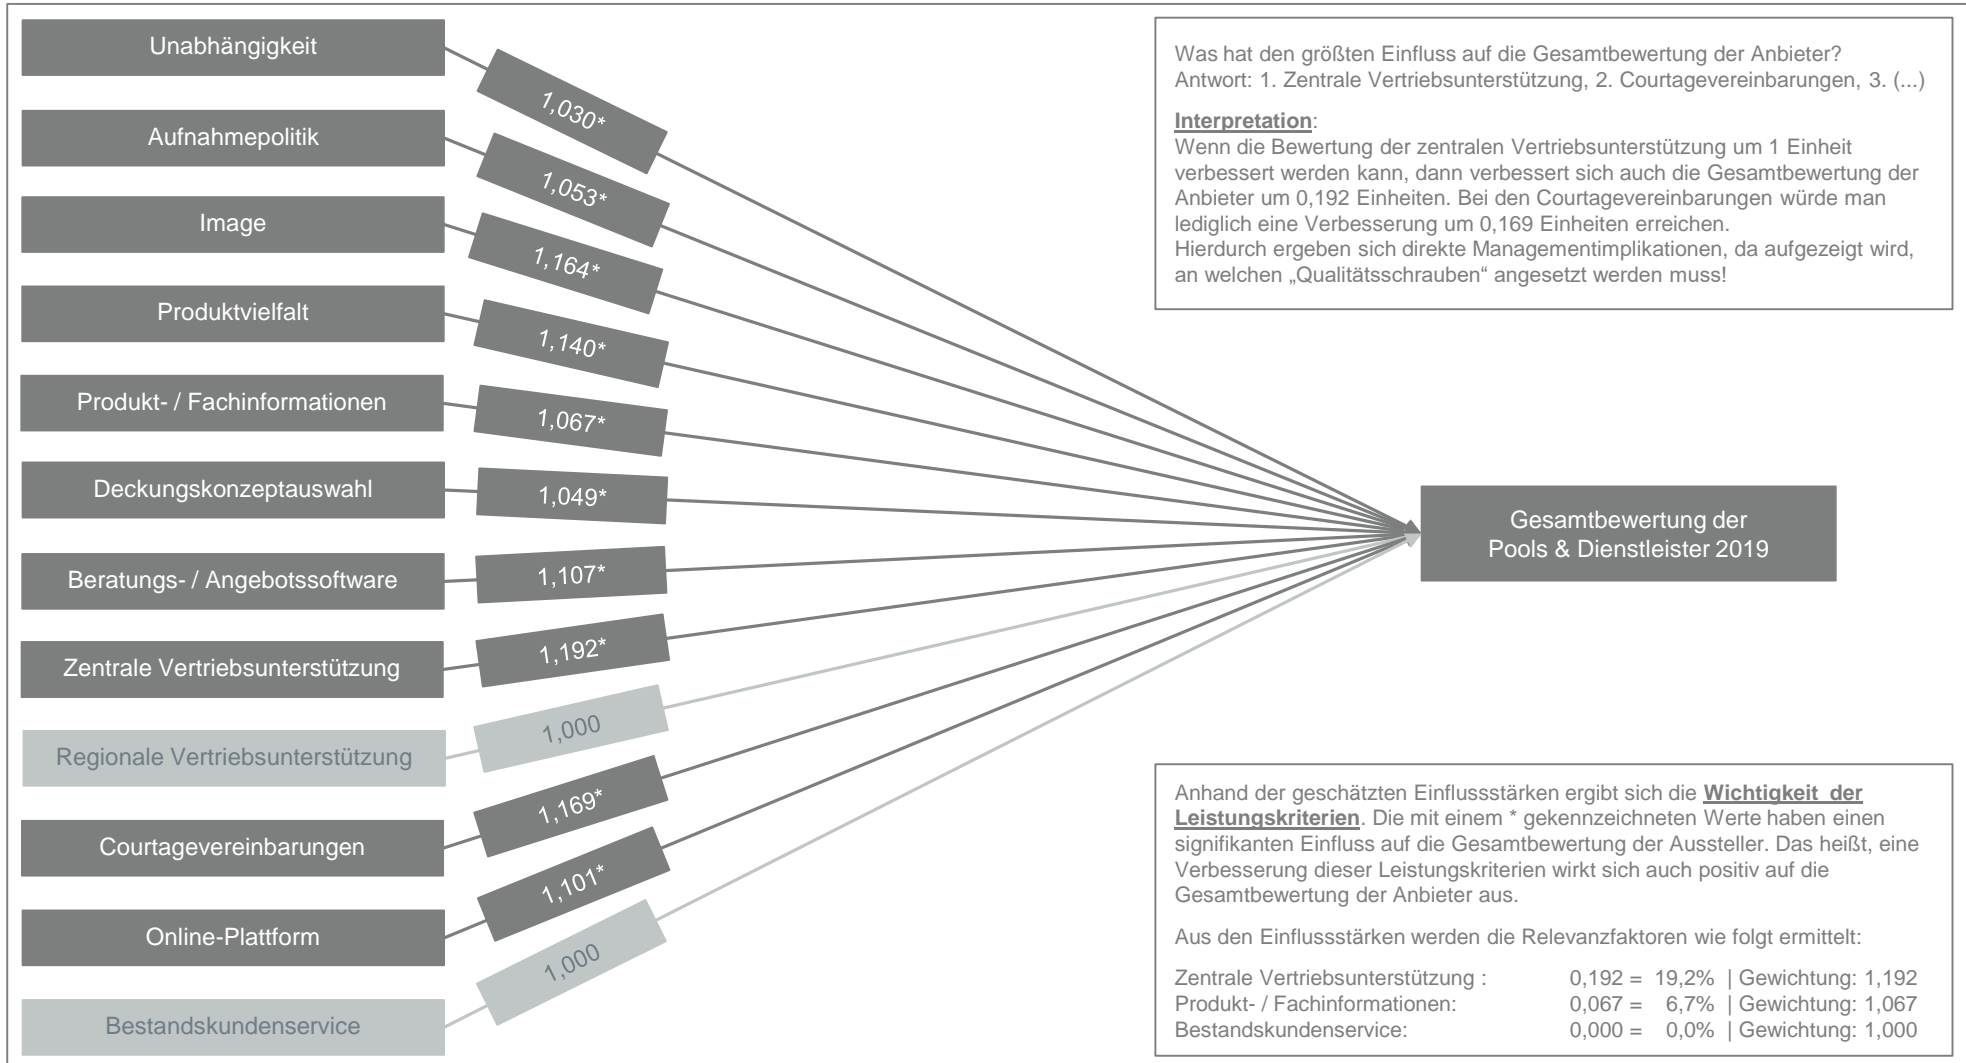 Unabhängigkeit
1,030*
Aufnahmepolitik
1,053*
Image
1,164*
Produktvielfalt
1,140*
Produkt- / Fachinformationen
1,067*
Deckungskonzeptauswahl
1,049*
Beratungs- / Angebotssoftware
1,107*
Zentrale Vertriebsunterstützung
1,192*
Regionale Vertriebsunterstützung
1,000
Courtagevereinbarungen
1,169*
Online-Plattform
1,101*
Bestandskundenservice
1,000
Gesamtbewertung der
Pools & Dienstleister 2019
Was hat den größten Einfluss auf die Gesamtbewertung der Anbieter?
Antwort: 1. Zentrale Vertriebsunterstützung, 2. Courtagevereinbarungen, 3. (...)
Interpretation:
Wenn die Bewertung der zentralen Vertriebsunterstützung um 1 Einheit
verbessert werden kann, dann verbessert sich auch die Gesamtbewertung der
Anbieter um 0,192 Einheiten. Bei den Courtagevereinbarungen würde man
lediglich eine Verbesserung um 0,169 Einheiten erreichen.
Hierdurch ergeben sich direkte Managementimplikationen, da aufgezeigt wird,
an welchen „Qualitätsschrauben“ angesetzt werden muss!
Anhand der geschätzten Einflussstärken ergibt sich die Wichtigkeit der
Leistungskriterien. Die mit einem * gekennzeichneten Werte haben einen
signifikanten Einfluss auf die Gesamtbewertung der Aussteller. Das heißt, eine
Verbesserung dieser Leistungskriterien wirkt sich auch positiv auf die
Gesamtbewertung der Anbieter aus.
Aus den Einflussstärken werden die Relevanzfaktoren wie folgt ermittelt:
Zentrale Vertriebsunterstützung : 0,192 = 19,2% | Gewichtung: 1,192
Produkt- / Fachinformationen: 0,067 = 6,7% | Gewichtung: 1,067
Bestandskundenservice: 0,000 = 0,0% | Gewichtung: 1,000